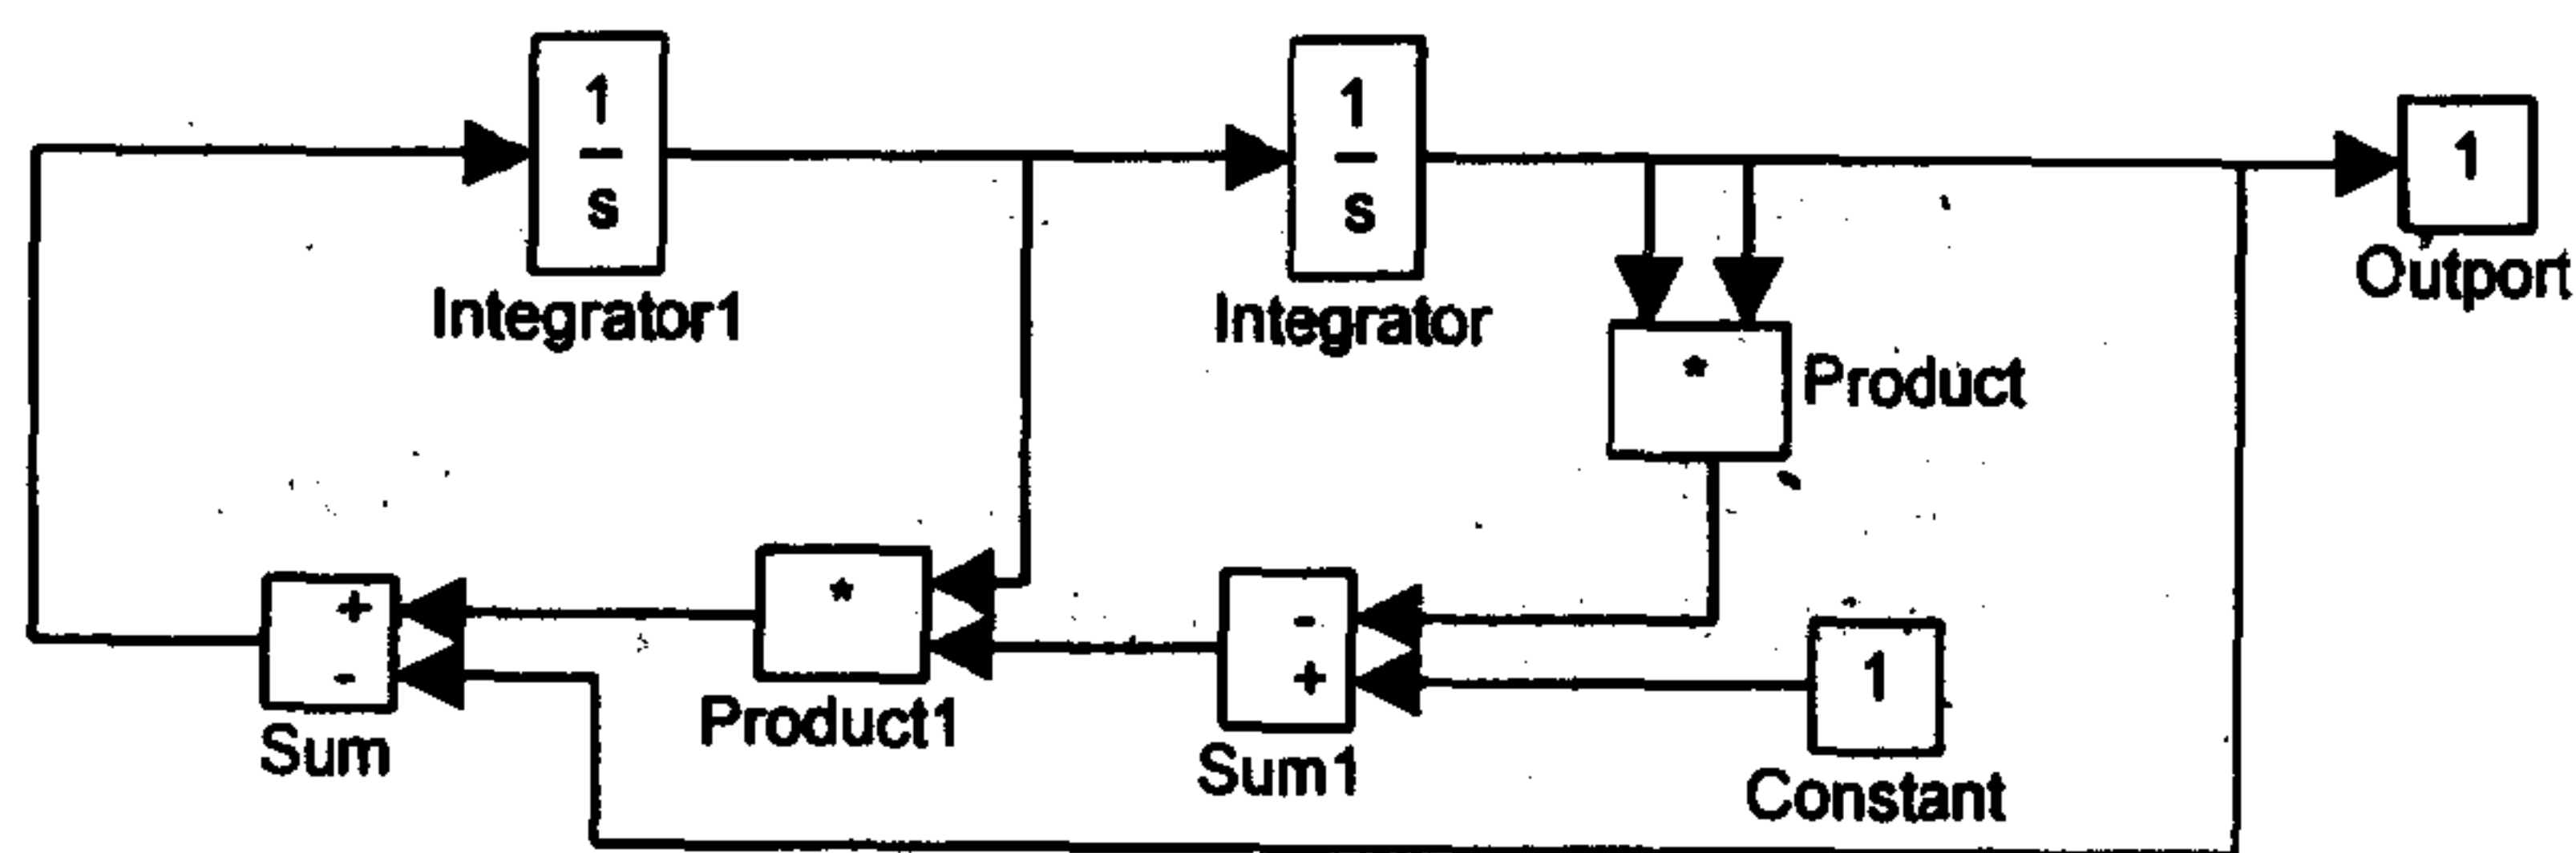 1
s
Integrator1
1
s
Integrator
1
Outport
*
Product
+
-
Sum
*
Product1
-
+
Sum1
1
Constant